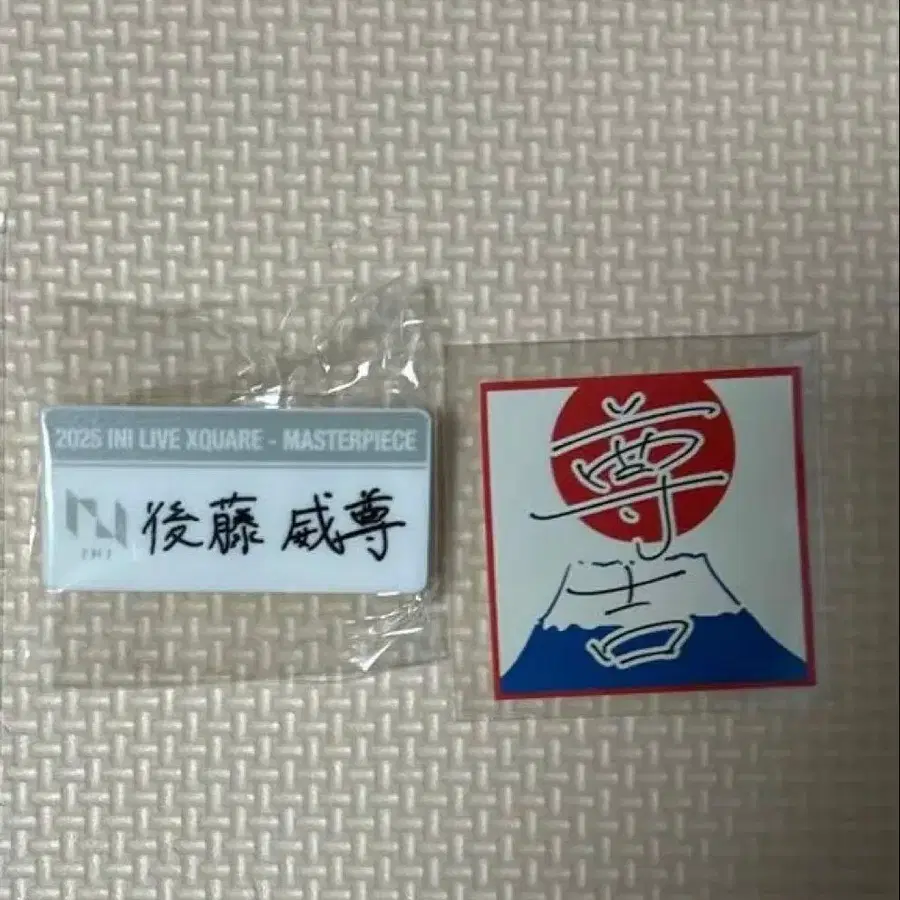 2025 INI LIVE XQUARE - MASTERPIECE
INI
後藤 威尊
尊
吉